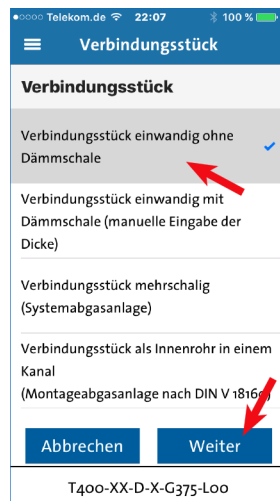 Telekom.de 22:07 100 %
Verbindungsstück
Verbindungsstück
Verbindungsstück einwandig ohne
Dämmschale
Verbindungsstück einwandig mit
Dämmschale (manuelle Eingabe der
Dicke)
Verbindungsstück mehrschalig
(Systemabgasanlage)
Verbindungsstück als Innenrohr in einem
Kanal
(Montageabgasanlage nach DIN V 18160)
Abbrechen Weiter
T400-XX-D-X-G375-L00